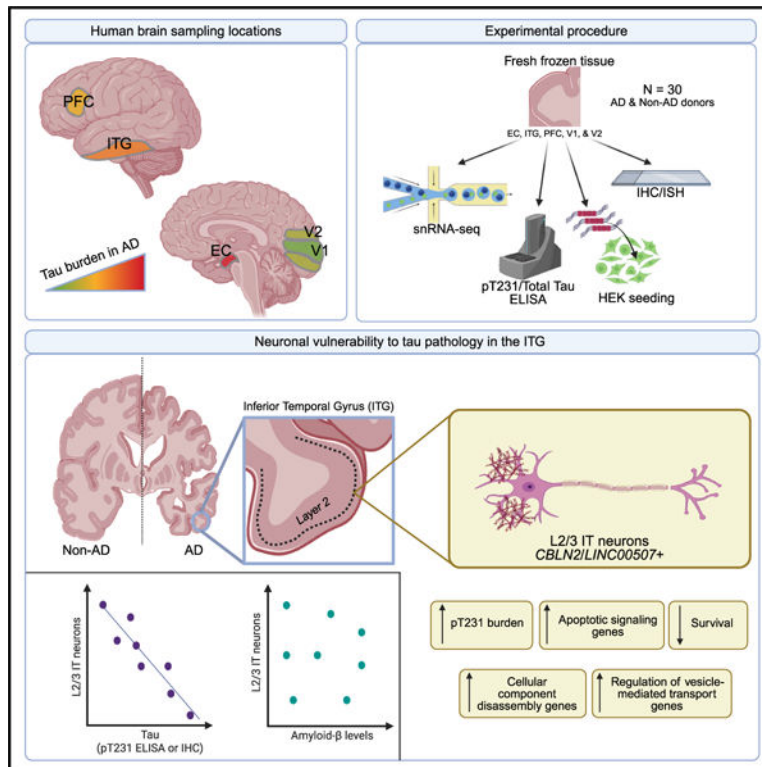 Human brain sampling locations
PFC
ITG
EC
V2
V1
Tau burden in AD
Experimental procedure
Fresh frozen tissue
N = 30
AD & Non-AD donors
EC, ITG, PFC, V1, & V2
snRNA-seq
pT231/Total Tau
ELISA
HEK seeding
IHC/ISH
Neuronal vulnerability to tau pathology in the ITG
Non-AD
AD
Inferior Temporal Gyrus (ITG)
Layer 2
L2/3 IT neurons
CBLN2/LINC00507+
L2/3 IT neurons
Tau
(pT231 ELISA or IHC)
L2/3 IT neurons
Amyloid-β levels
pT231 burden
Apoptotic signaling
genes
Survival
Cellular
component
disassembly genes
Regulation of vesicle-
mediated transport
genes